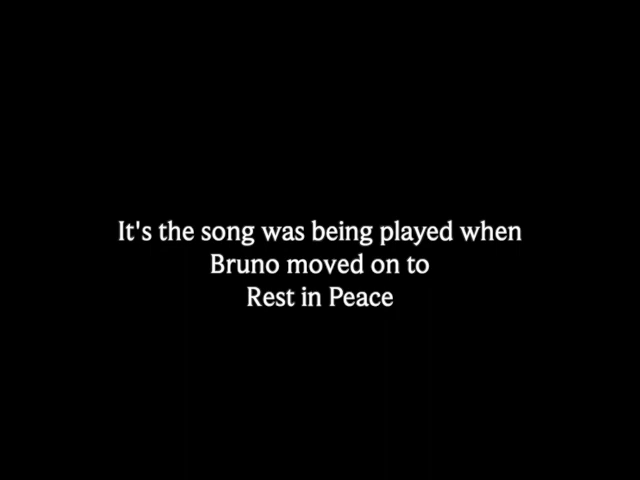 It's the song was being played when
Bruno moved on to
Rest in Peace